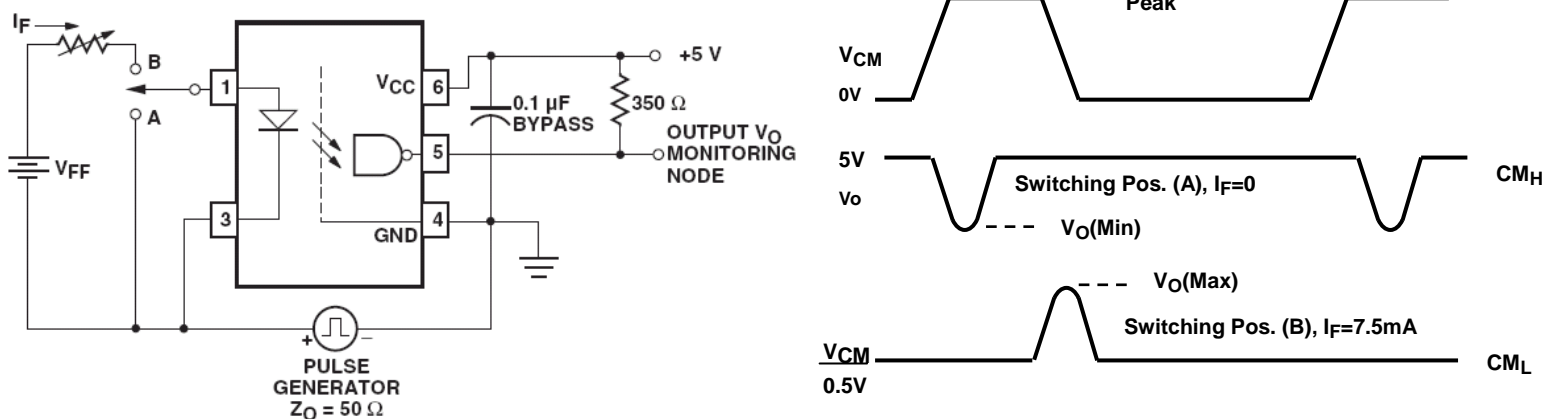 IF
B
A
VFF
1
3
VCC
6
5
4
GND
+5 V
0.1 µF
BYPASS
350 Ω
OUTPUT VO
MONITORING
NODE
+
–
PULSE
GENERATOR
ZO = 50 Ω
Peak
VCM
0V
5V
Vo
Switching Pos. (A), IF=0
CMH
VO(Min)
VO(Max)
Switching Pos. (B), IF=7.5mA
VCM
0.5V
CML